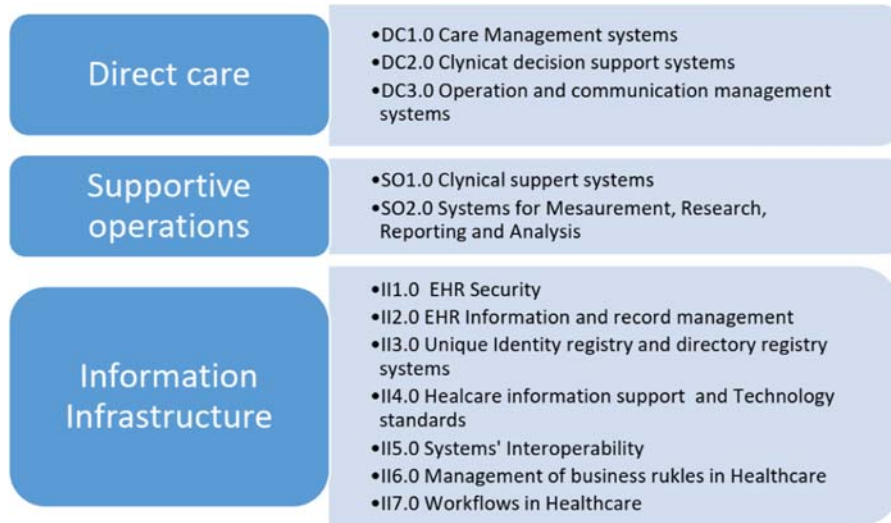 Direct care
•DC1.0 Care Management systems
•DC2.0 Clynicat decision support systems
•DC3.0 Operation and communication management
systems
Supportive
operations
•SO1.0 Clynical suppert systems
•SO2.0 Systems for Mesaurement, Research,
Reporting and Analysis
Information
Infrastructure
•II1.0 EHR Security
•II2.0 EHR Information and record management
•II3.0 Unique Identity registry and directory registry
systems
•II4.0 Healcare information support and Technology
standards
•II5.0 Systems' Interoperability
•II6.0 Management of business rukles in Healthcare
•II7.0 Workflows in Healthcare